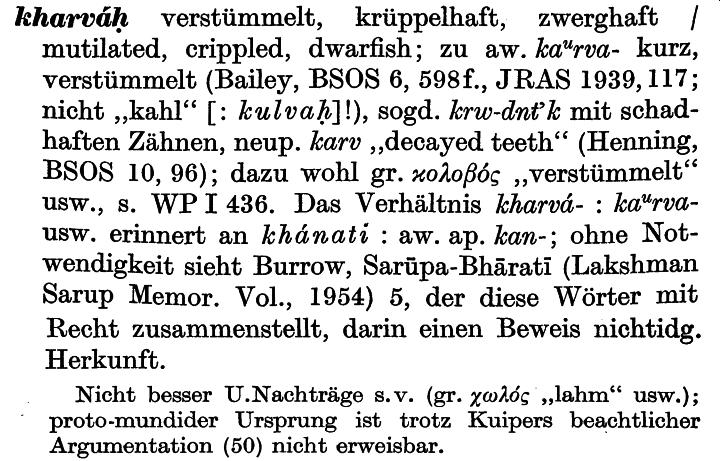 kharváḥ verstümmelt, krüppelhaft, zwerghaft /
mutilated, crippled, dwarfish; zu aw. kaᵘrva- kurz,
verstümmelt (Bailey, BSOS 6, 598f., JRAS 1939, 117;
nicht „kahl“ [: kulvaḥ]!), sogd. krw-dnt’k mit schad-
haften Zähnen, neup. karv „decayed teeth“ (Henning,
BSOS 10, 96); dazu wohl gr. κολοβός „verstümmelt“
usw., s. WP I 436. Das Verhältnis kharvá- : kaᵘrva-
usw. erinnert an khánati : aw. ap. kan-; ohne Not-
wendigkeit sieht Burrow, Sarūpa-Bhāratī (Lakshman
Sarup Memor. Vol., 1954) 5, der diese Wörter mit
Recht zusammenstellt, darin einen Beweis nichtidg.
Herkunft.
Nicht besser U.Nachträge s.v. (gr. χωλός „lahm“ usw.);
proto-mundider Ursprung ist trotz Kuipers beachtlicher
Argumentation (50) nicht erweisbar.